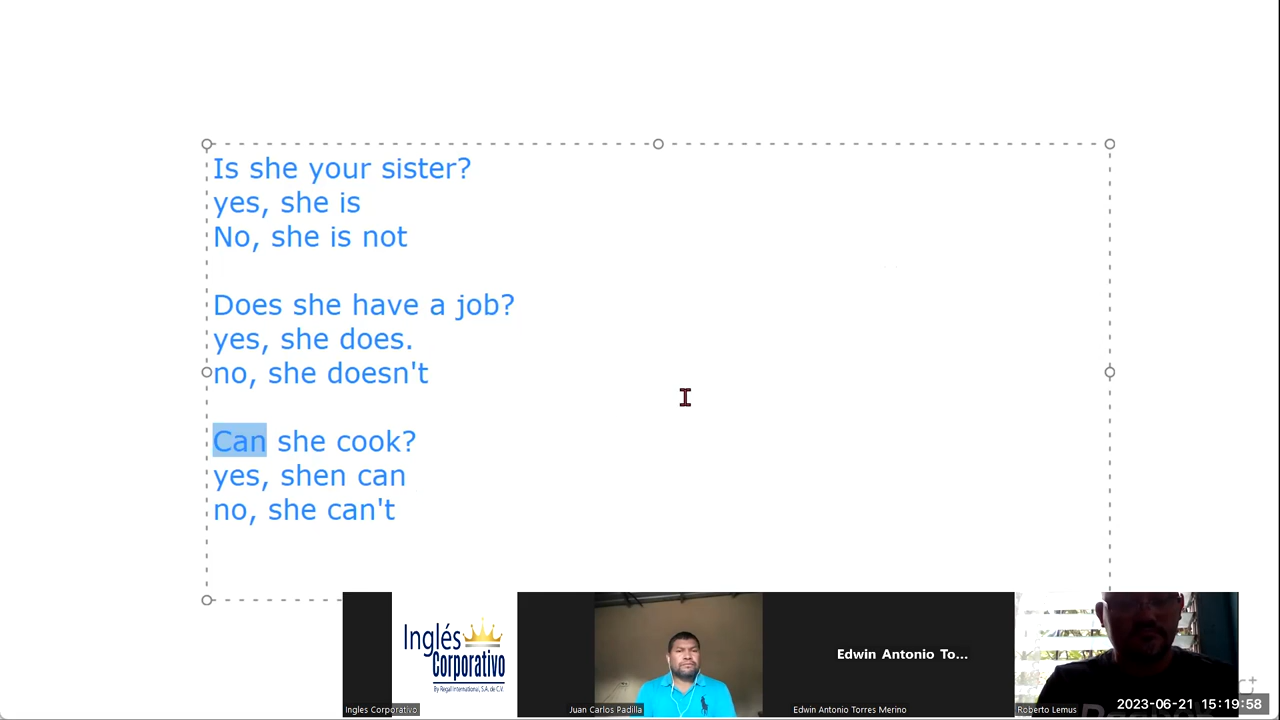 Is she your sister?
yes, she is
No, she is not
Does she have a job?
yes, she does.
no, she doesn't
Can she cook?
yes, shen can
no, she can't
Inglés
Corporativo
By Regall International, S.A. de C.V.
Edwin Antonio To...
Ingles Corporativo
Juan Carlos Padilla
Edwin Antonio Torres Merino
Roberto Lemus
2023-06-21 15:19:58